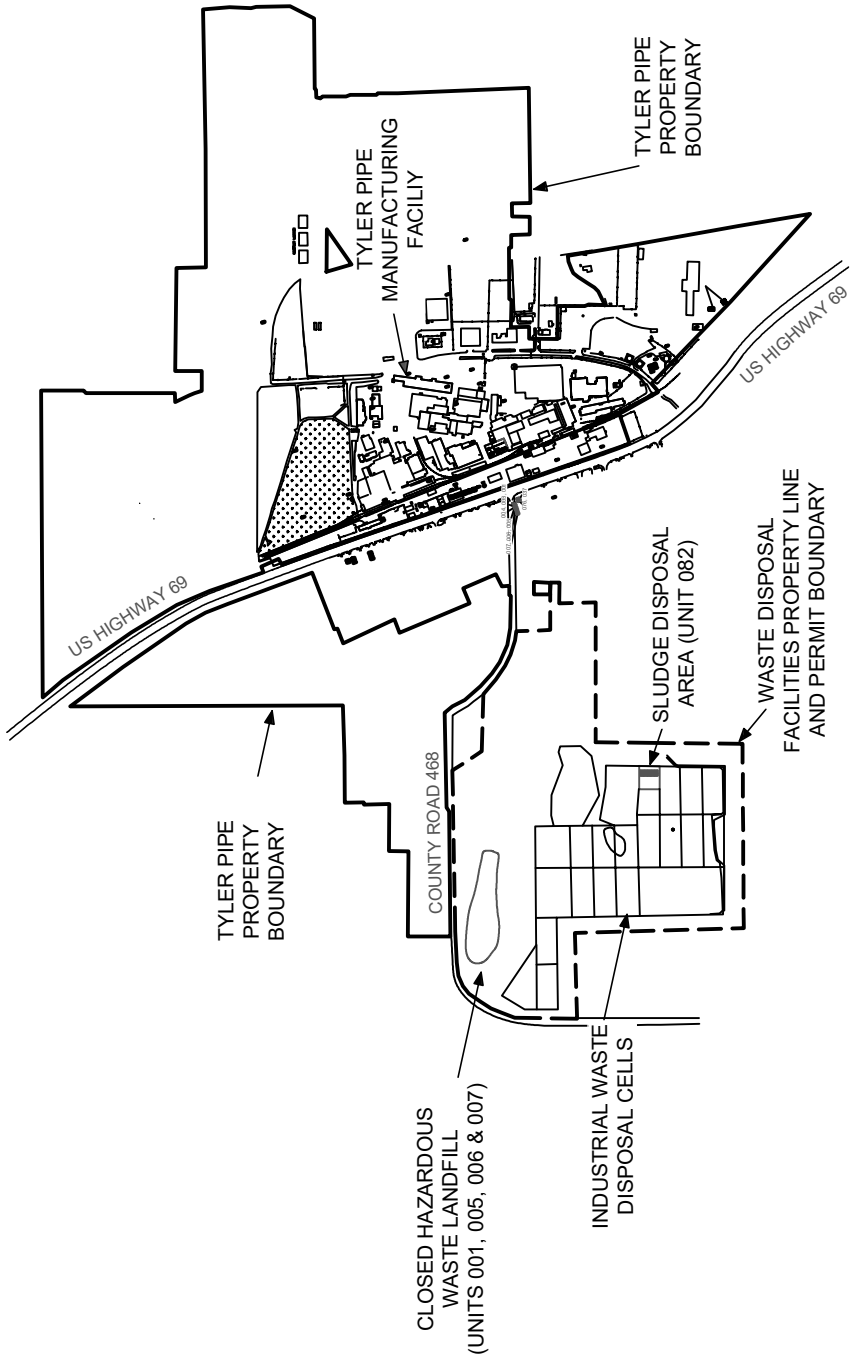 TYLER PIPE
PROPERTY
BOUNDARY
TYLER PIPE
MANUFACTURING
FACILIY
TYLER PIPE
PROPERTY
BOUNDARY
US HIGHWAY 69
US HIGHWAY 69
COUNTY ROAD 468
CLOSED HAZARDOUS
WASTE LANDFILL
(UNITS 001, 005, 006 & 007)
INDUSTRIAL WASTE
DISPOSAL CELLS
SLUDGE DISPOSAL
AREA (UNIT 082)
WASTE DISPOSAL
FACILITIES PROPERTY LINE
AND PERMIT BOUNDARY